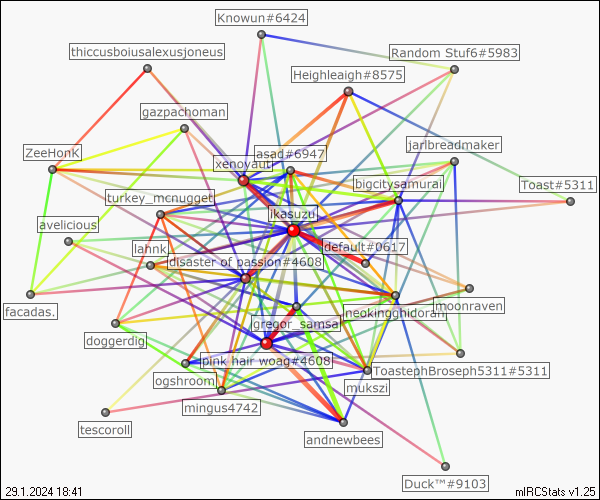 Knowun#6424
thiccusboiusalexusjoneus
Random Stuf6#5983
Heighleaigh#8575
gazpachoman
jarlbreadmaker
ZeeHonK
asad#6947
xenoyaut
bigcitysamurai
Toast#5311
turkey_mcnugget
ikasuzu
avelicious
lahnk
default#0617
disaster of passion#4608
facadas.
moonraven
neokingghidoran
gregor_samsa
doggerdig
pink hair woag#4608
ToastephBroseph5311#5311
ogshroom
mukszi
mingus4742
tescoroll
andnewbees
Duck™#9103
29.1.2024 18:41
mIRCStats v1.25